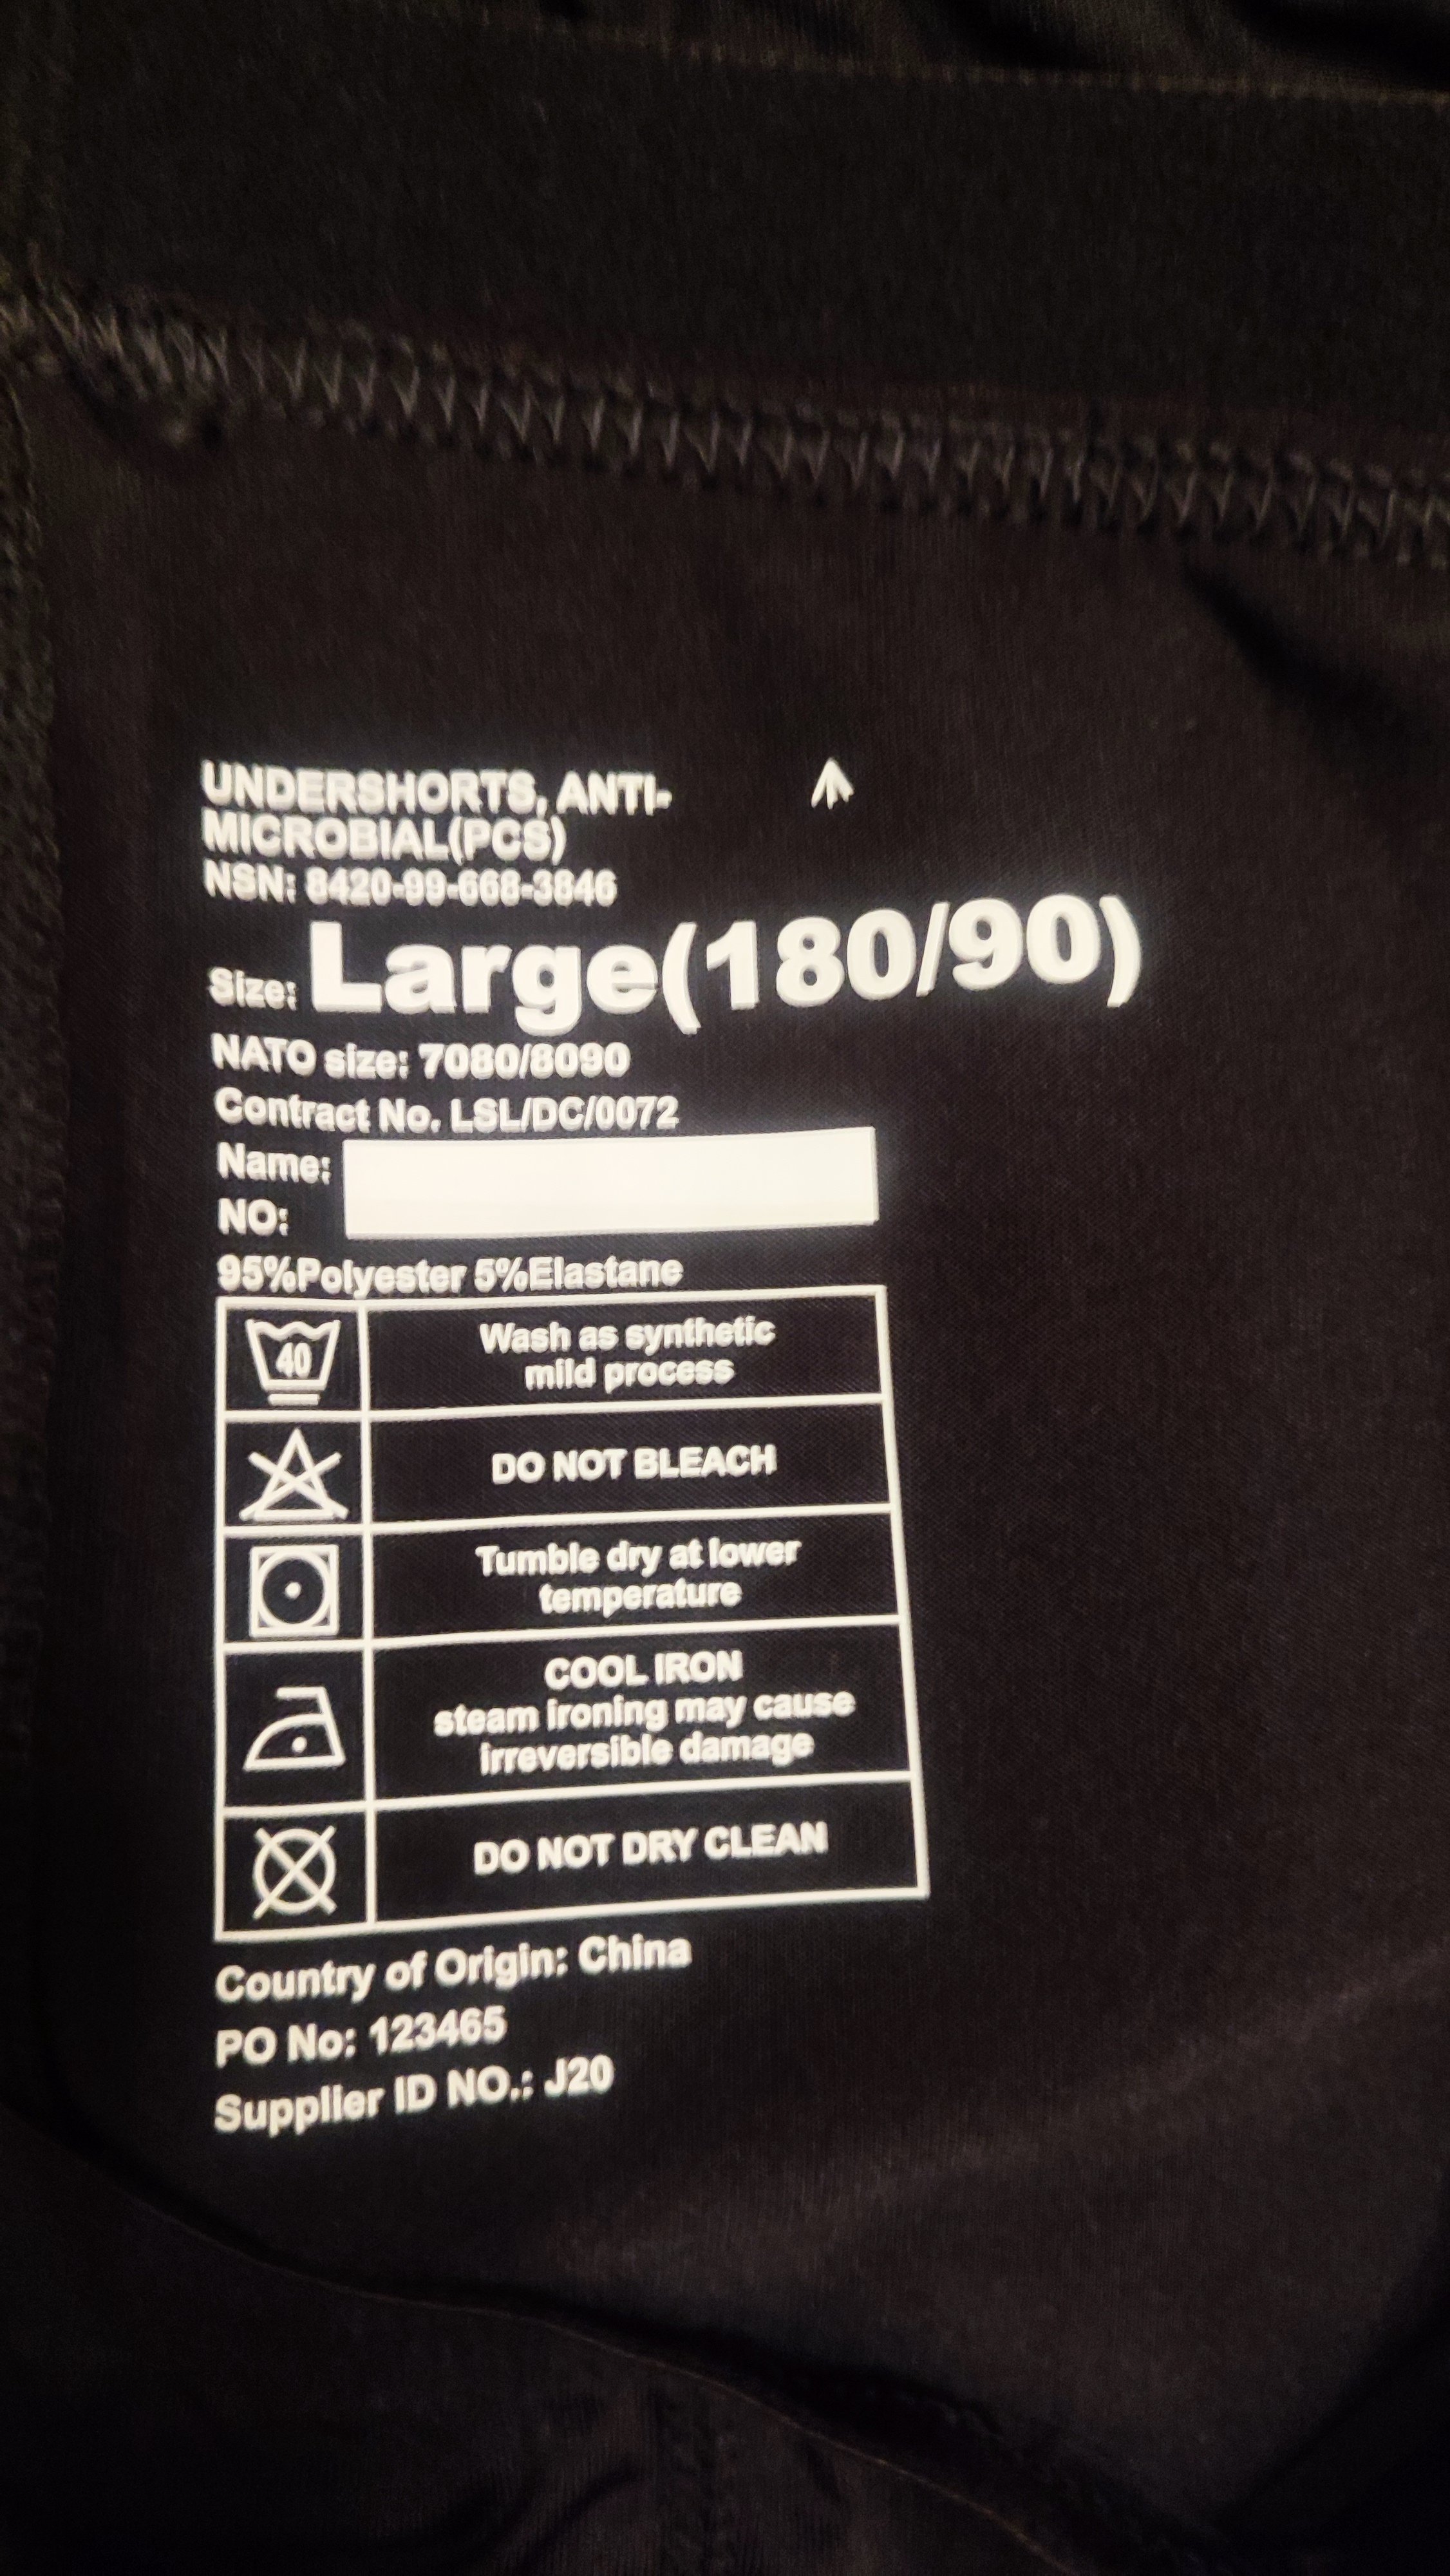 UNDERSHORTS, ANTI-
MICROBIAL(PCS)
NSN: 8420-99-668-3846
Size: Large(180/90)
NATO size: 7080/8090
Contract No. LSL/DC/0072
Name:
NO:
95%Polyester 5%Elastane
40
Wash as synthetic
mild process
DO NOT BLEACH
Tumble dry at lower
temperature
COOL IRON
steam ironing may cause
irreversible damage
DO NOT DRY CLEAN
Country of Origin: China
PO No: 123465
Supplier ID NO.: J20